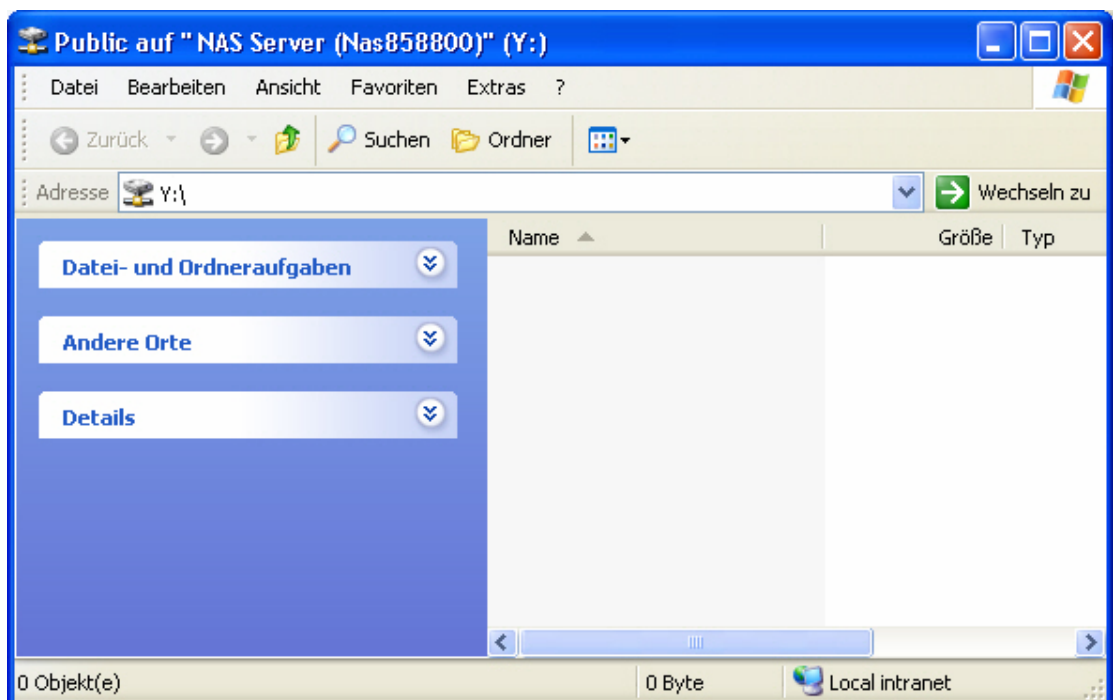 Public auf " NAS Server (Nas858800)" (Y:)
Datei Bearbeiten Ansicht Favoriten Extras ?
Zurück Suchen Ordner
Adresse Y:\ Wechseln zu
Name Größe Typ
Datei- und Ordneraufgaben
Andere Orte
Details
0 Objekt(e) 0 Byte Local intranet